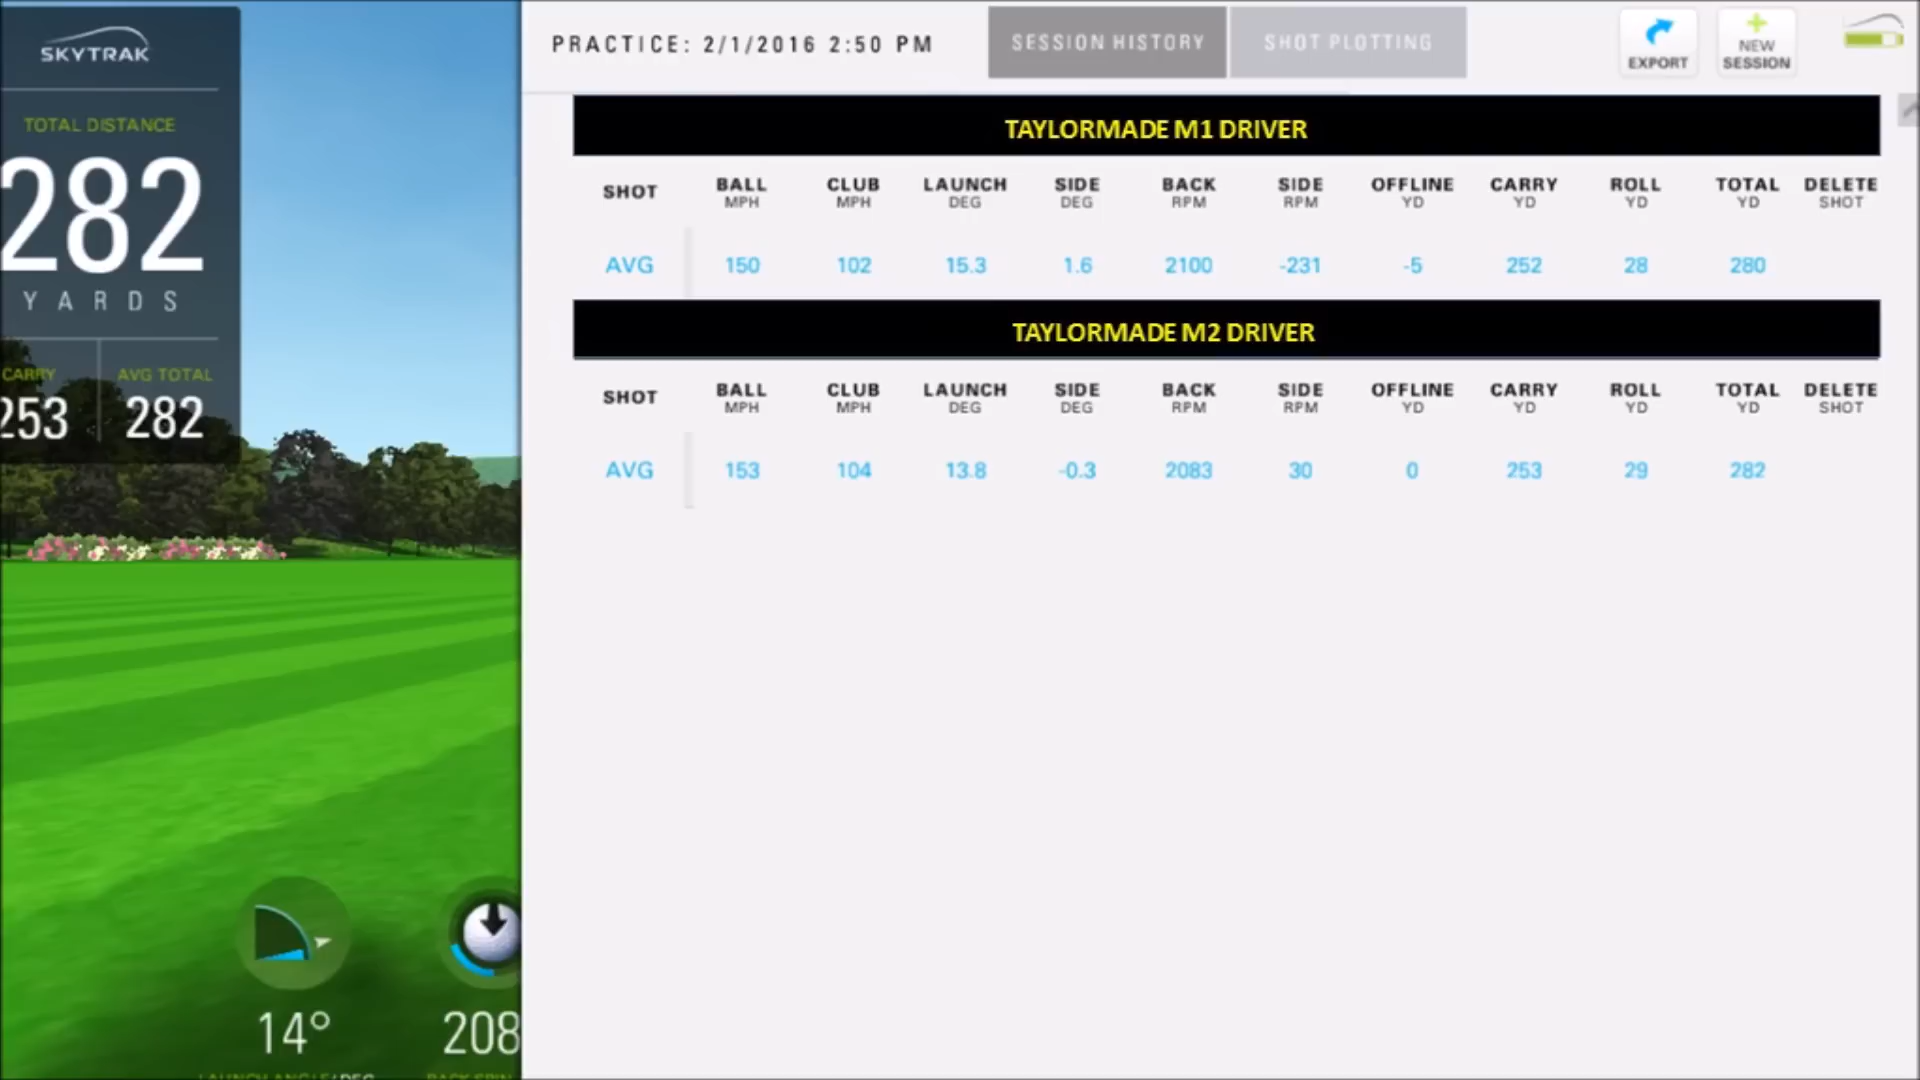 SKYTRAK
TOTAL DISTANCE
282
YARDS
CARRY AVG TOTAL
253 282
14°
208
LAUNCH ANGLE/DEG BACK SPIN
PRACTICE: 2/1/2016 2:50 PM
SESSION HISTORY
SHOT PLOTTING
EXPORT
NEW
SESSION
TAYLORMADE M1 DRIVER
SHOT BALL CLUB LAUNCH SIDE BACK SIDE OFFLINE CARRY ROLL TOTAL DELETE
MPH MPH DEG DEG RPM RPM YD YD YD YD SHOT
AVG 150 102 15.3 1.6 2100 -231 -5 252 28 280
TAYLORMADE M2 DRIVER
SHOT BALL CLUB LAUNCH SIDE BACK SIDE OFFLINE CARRY ROLL TOTAL DELETE
MPH MPH DEG DEG RPM RPM YD YD YD YD SHOT
AVG 153 104 13.8 -0.3 2083 30 0 253 29 282